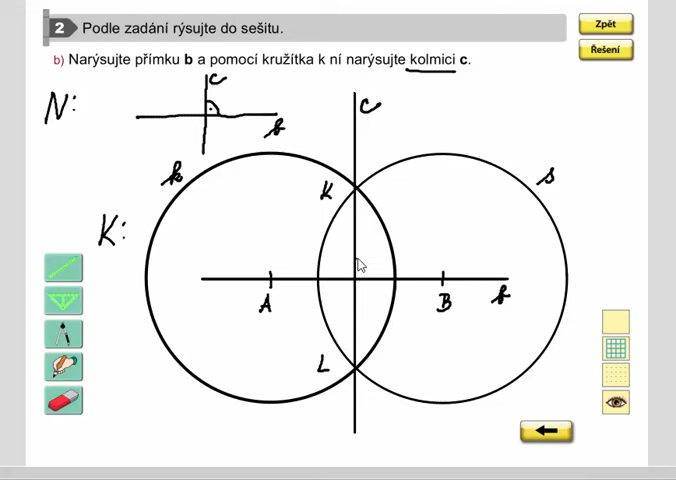 2 Podle zadání rýsujte do sešitu.
Zpět
Řešení
b) Narýsujte přímku b a pomocí kružítka k ní narýsujte kolmici c.
N:
c
b
c
k
K
s
K:
A
B
b
L